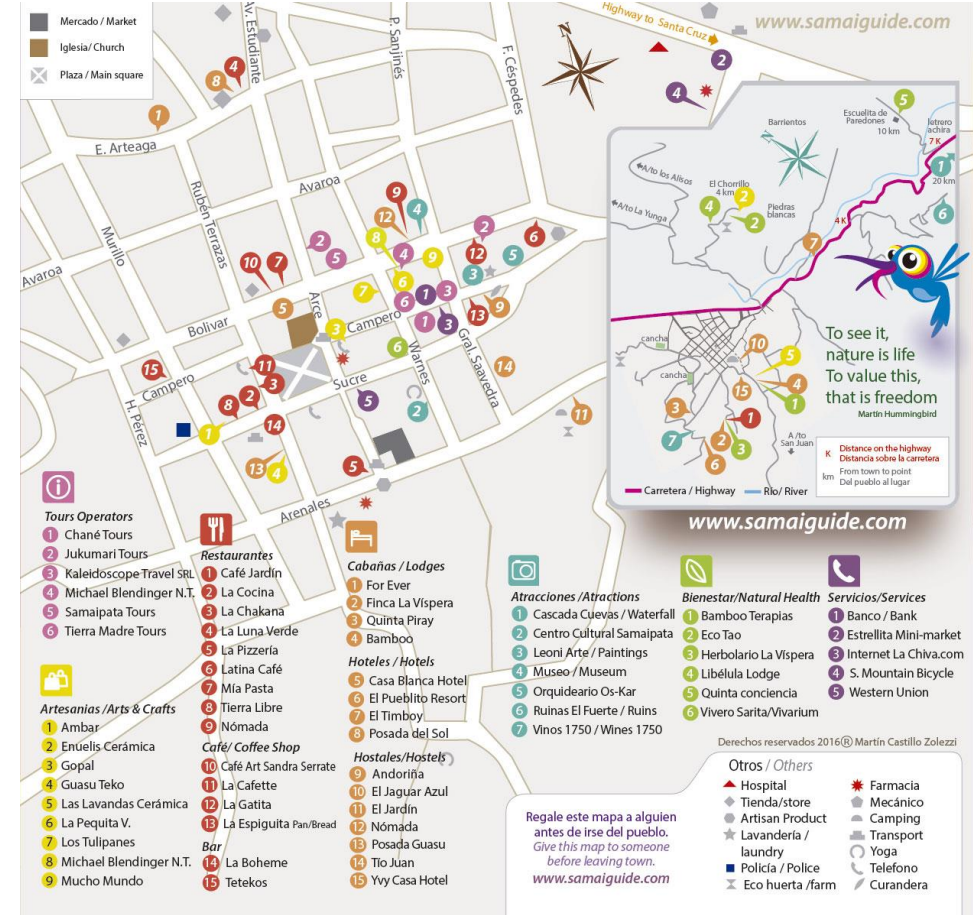 Mercado / Market
Iglesia/ Church
Plaza / Main square
Av. Estudiante
P. Sanjinés
F. Céspedes
Highway to Santa Cruz
www.samaiguide.com
E. Arteaga
Avaroa
Rubén Terrazas
Murillo
Avaroa
Bolivar
Arce
Campero
Warnes
Gral. Saavedra
Sucre
Campero
H. Pérez
Arenales
Barrientos
Escuelita de
Paredones
10 km
letrero
achira
7 K
20 km
A/to los Alisos
A/to La Yunga
El Chorrillo
4 km
Piedras
blancas
4 K
cancha
cancha
A /to
San Juan
To see it,
nature is life
To value this,
that is freedom
Martín Hummingbird
K Distance on the highway
Distancia sobre la carretera
km From town to point
Del pueblo al lugar
Carretera / Highway
Río/ River
www.samaiguide.com
Tours Operators
1 Chané Tours
2 Jukumari Tours
3 Kaleidoscope Travel SRL
4 Michael Blendinger N.T.
5 Samaipata Tours
6 Tierra Madre Tours
Artesanias /Arts & Crafts
1 Ambar
2 Enuelis Cerámica
3 Gopal
4 Guasu Teko
5 Las Lavandas Cerámica
6 La Pequita V.
7 Los Tulipanes
8 Michael Blendinger N.T.
9 Mucho Mundo
Restaurantes
1 Café Jardín
2 La Cocina
3 La Chakana
4 La Luna Verde
5 La Pizzería
6 Latina Café
7 Mía Pasta
8 Tierra Libre
9 Nómada
Café/ Coffee Shop
10 Café Art Sandra Serrate
11 La Cafette
12 La Gatita
13 La Espiguita Pan/Bread
Bar
14 La Boheme
15 Tetekos
Cabañas / Lodges
1 For Ever
2 Finca La Víspera
3 Quinta Piray
4 Bamboo
Hoteles / Hotels
5 Casa Blanca Hotel
6 El Pueblito Resort
7 El Timboy
8 Posada del Sol
Hostales/Hostels
9 Andoriña
10 El Jaguar Azul
11 El Jardín
12 Nómada
13 Posada Guasu
14 Tío Juan
15 Yvy Casa Hotel
Atracciones /Atractions
1 Cascada Cuevas / Waterfall
2 Centro Cultural Samaipata
3 Leoni Arte / Paintings
4 Museo / Museum
5 Orquideario Os-Kar
6 Ruinas El Fuerte / Ruins
7 Vinos 1750 / Wines 1750
Bienestar/Natural Health
1 Bamboo Terapias
2 Eco Tao
3 Herbolario La Víspera
4 Libélula Lodge
5 Quinta conciencia
6 Vivero Sarita/Vivarium
Servicios/Services
1 Banco / Bank
2 Estrellita Mini-market
3 Internet La Chiva.com
4 S. Mountain Bicycle
5 Western Union
Derechos reservados 2016® Martín Castillo Zolezzi
Regale este mapa a alguien
antes de irse del pueblo.
Give this map to someone
before leaving town.
www.samaiguide.com
Otros / Others
Hospital
Tienda/store
Artisan Product
Lavandería /
laundry
Policía / Police
Eco huerta /farm
Farmacia
Mecánico
Camping
Transport
Yoga
Telefono
Curandera